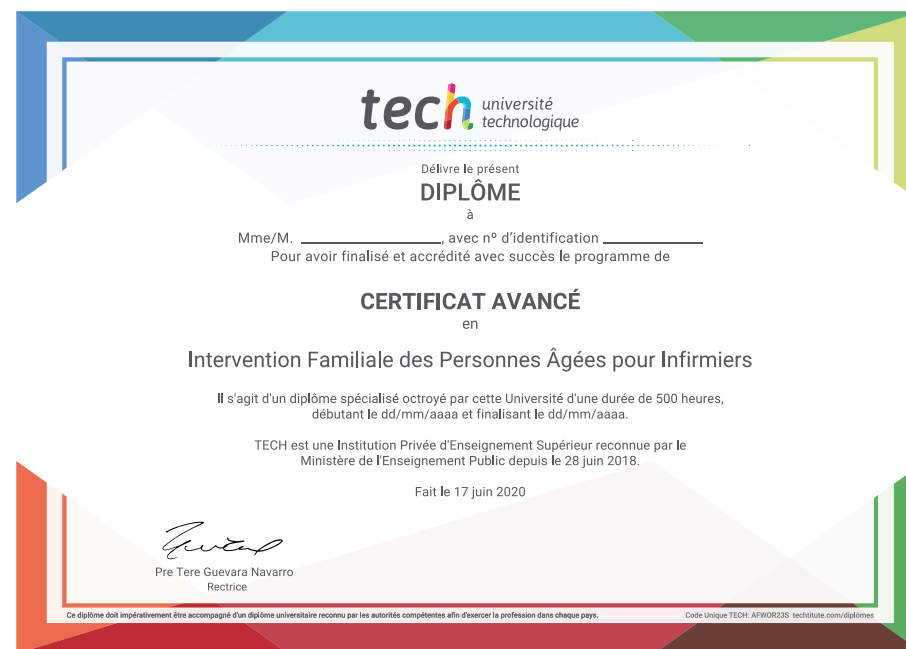 tech université
technologique
Délivre le présent
DIPLÔME
à
Mme/M. ____________________, avec nº d'identification ______________
Pour avoir finalisé et accrédité avec succès le programme de
CERTIFICAT AVANCÉ
en
Intervention Familiale des Personnes Âgées pour Infirmiers
Il s'agit d'un diplôme spécialisé octroyé par cette Université d'une durée de 500 heures,
débutant le dd/mm/aaaa et finalisant le dd/mm/aaaa.
TECH est une Institution Privée d'Enseignement Supérieur reconnue par le
Ministère de l'Enseignement Public depuis le 28 juin 2018.
Fait le 17 juin 2020
Pre Tere Guevara Navarro
Rectrice
Ce diplôme doit impérativement être accompagné d'un diplôme universitaire reconnu par les autorités compétentes afin d'exercer la profession dans chaque pays.
Code Unique TECH: AFWOR23S techtitute.com/diplômes